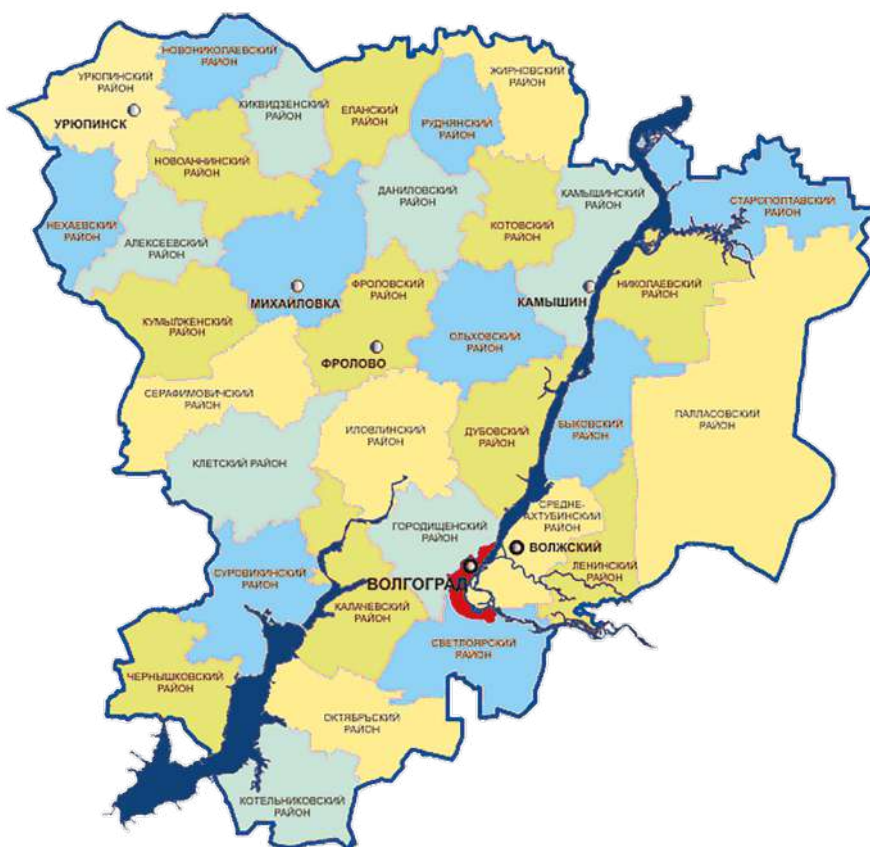 НОВОНИКОЛАЕВСКИЙ
РАЙОН
УРЮПИНСКИЙ
РАЙОН
УРЮПИНСК
КИКВИДЗЕНСКИЙ
РАЙОН
ЕЛАНСКИЙ
РАЙОН
ЖИРНОВСКИЙ
РАЙОН
РУДНЯНСКИЙ
РАЙОН
НОВОАННИНСКИЙ
РАЙОН
ДАНИЛОВСКИЙ
РАЙОН
КАМЫШИНСКИЙ
РАЙОН
СТАРОПОЛТАВСКИЙ
РАЙОН
НЕХАЕВСКИЙ
РАЙОН
АЛЕКСЕЕВСКИЙ
РАЙОН
КОТОВСКИЙ
РАЙОН
МИХАЙЛОВКА
ФРОЛОВСКИЙ
РАЙОН
КАМЫШИН
НИКОЛАЕВСКИЙ
РАЙОН
КУМЫЛЖЕНСКИЙ
РАЙОН
ОЛЬХОВСКИЙ
РАЙОН
ФРОЛОВО
СЕРАФИМОВИЧСКИЙ
РАЙОН
ИЛОВЛИНСКИЙ
РАЙОН
ДУБОВСКИЙ
РАЙОН
БЫКОВСКИЙ
РАЙОН
ПАЛЛАСОВСКИЙ
РАЙОН
КЛЕТСКИЙ РАЙОН
СРЕДНЕ-
АХТУБИНСКИЙ
РАЙОН
ГОРОДИЩЕНСКИЙ
РАЙОН
ВОЛЖСКИЙ
ЛЕНИНСКИЙ
РАЙОН
ВОЛГОГРАД
СУРОВИКИНСКИЙ
РАЙОН
КАЛАЧЕВСКИЙ
РАЙОН
СВЕТЛОЯРСКИЙ
РАЙОН
ЧЕРНЫШКОВСКИЙ
РАЙОН
ОКТЯБРЬСКИЙ
РАЙОН
КОТЕЛЬНИКОВСКИЙ
РАЙОН